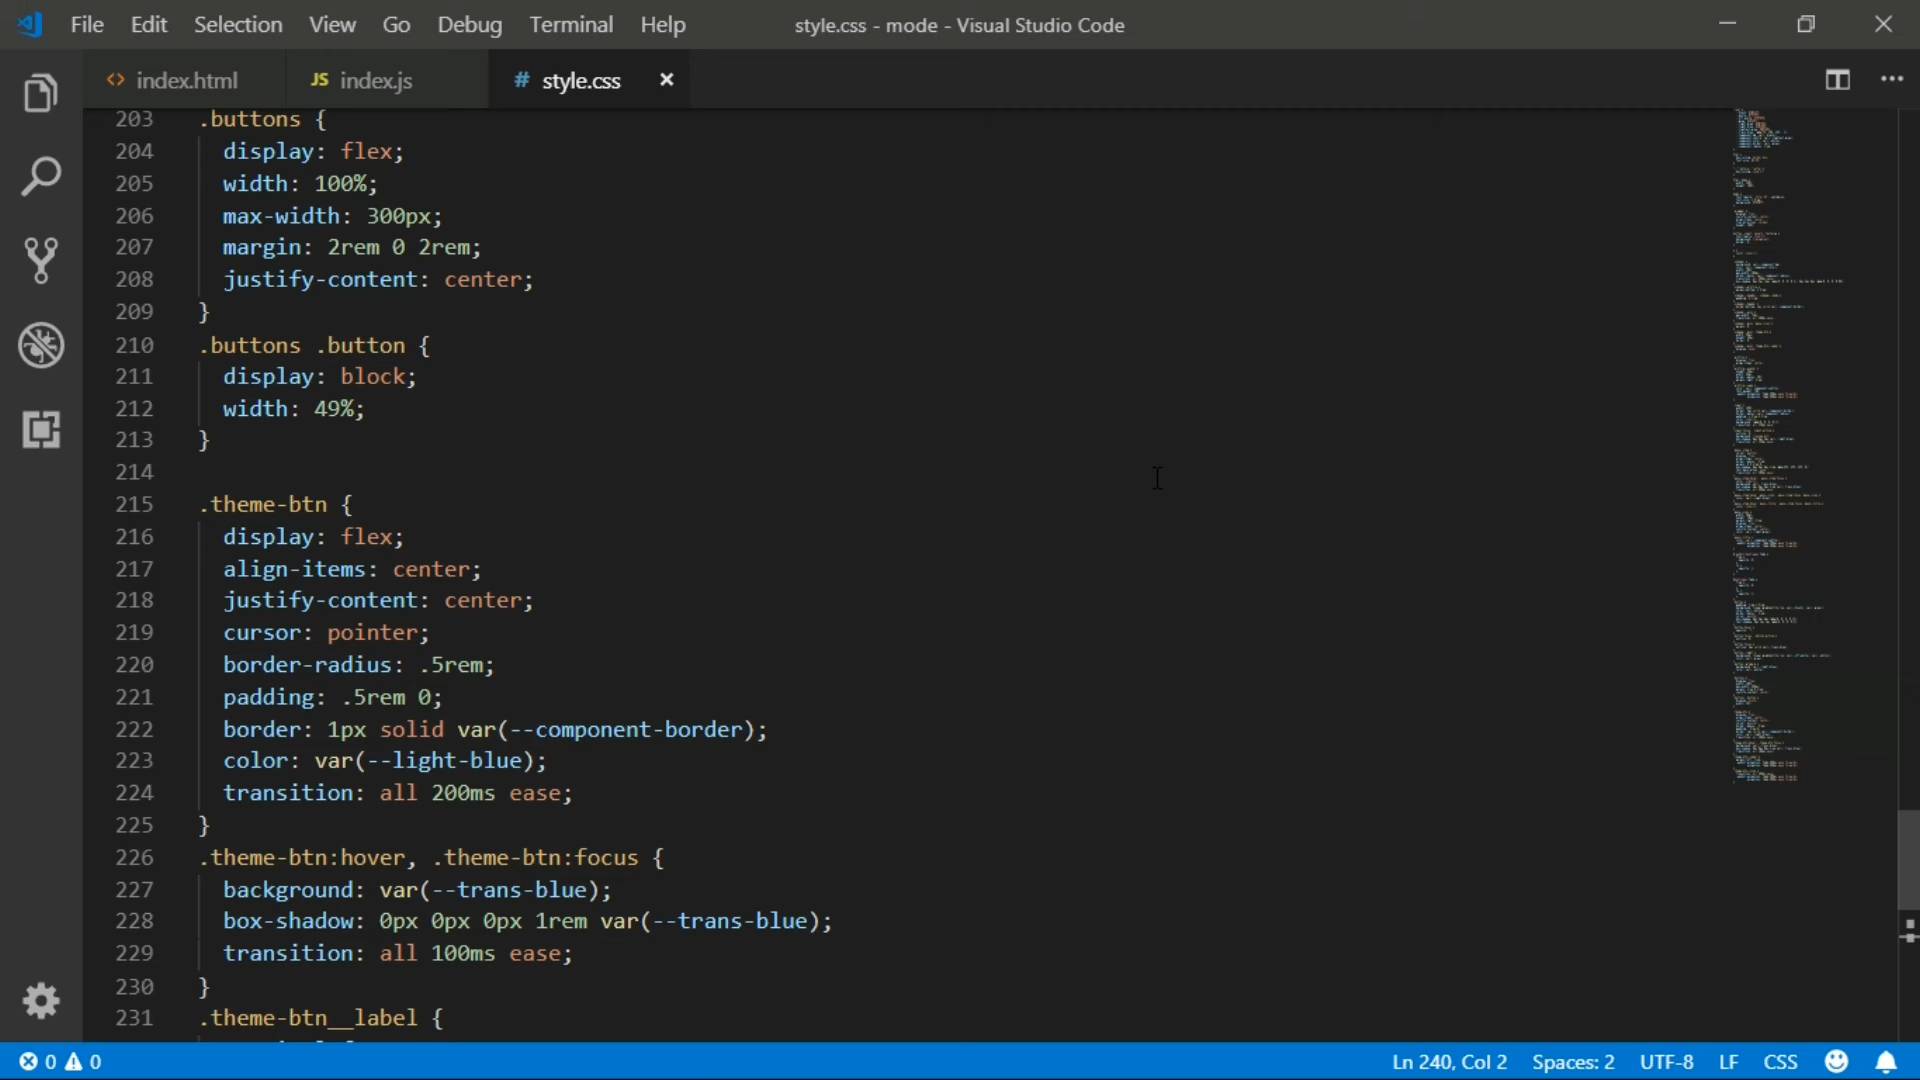 File Edit Selection View Go Debug Terminal Help style.css - mode - Visual Studio Code
<> index.html JS index.js # style.css
203 .buttons {
204 display: flex;
205 width: 100%;
206 max-width: 300px;
207 margin: 2rem 0 2rem;
208 justify-content: center;
209 }
210 .buttons .button {
211 display: block;
212 width: 49%;
213 }
214
215 .theme-btn {
216 display: flex;
217 align-items: center;
218 justify-content: center;
219 cursor: pointer;
220 border-radius: .5rem;
221 padding: .5rem 0;
222 border: 1px solid var(--component-border);
223 color: var(--light-blue);
224 transition: all 200ms ease;
225 }
226 .theme-btn:hover, .theme-btn:focus {
227 background: var(--trans-blue);
228 box-shadow: 0px 0px 0px 1rem var(--trans-blue);
229 transition: all 100ms ease;
230 }
231 .theme-btn__label {
0 0 Ln 240, Col 2 Spaces: 2 UTF-8 LF CSS